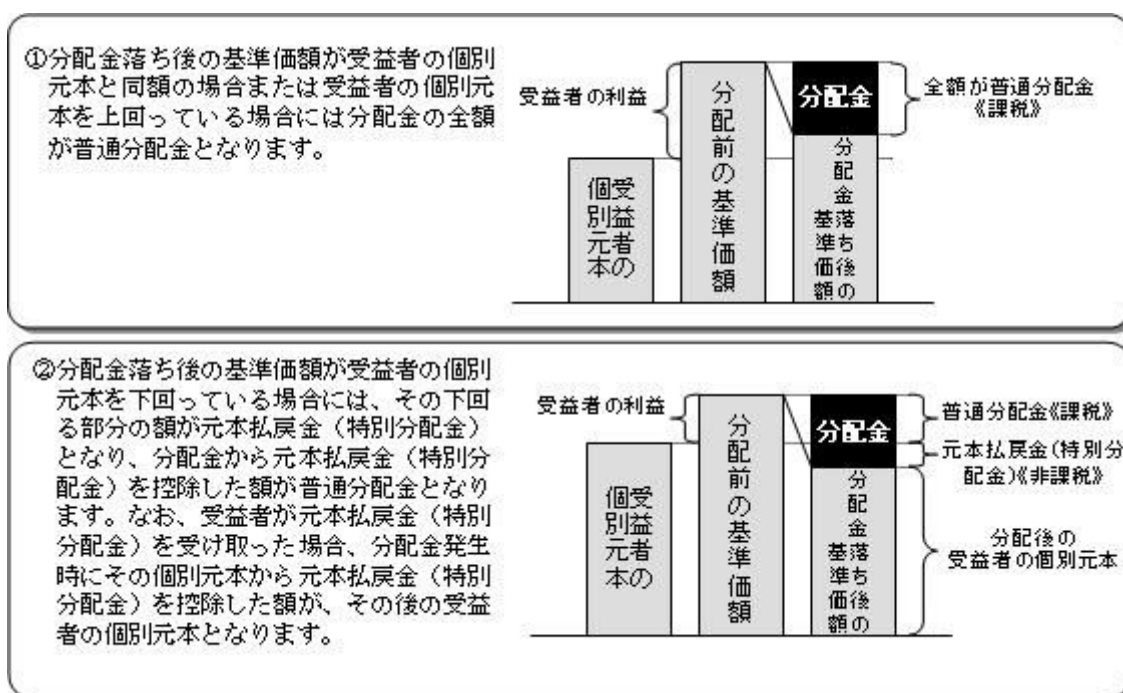 ①分配金落ち後の基準価額が受益者の個別
元本と同額の場合または受益者の個別元
本を上回っている場合には分配金の全額
が普通分配金となります。
受益者の利益
受益者の
個別元本
分配前の基準価額
分配金
分配金落ち後の
基準価額
全額が普通分配金
《課税》
②分配金落ち後の基準価額が受益者の個別
元本を下回っている場合には、その下回
る部分の額が元本払戻金（特別分配金）
となり、分配金から元本払戻金（特別分
配金）を控除した額が普通分配金となり
ます。なお、受益者が元本払戻金（特別
分配金）を受け取った場合、分配金発生
時にその個別元本から元本払戻金（特別
分配金）を控除した額が、その後の受益
者の個別元本となります。
受益者の利益
受益者の
個別元本
分配前の基準価額
分配金
分配金落ち後の
基準価額
普通分配金《課税》
元本払戻金(特別分
配金)《非課税》
分配後の
受益者の個別元本